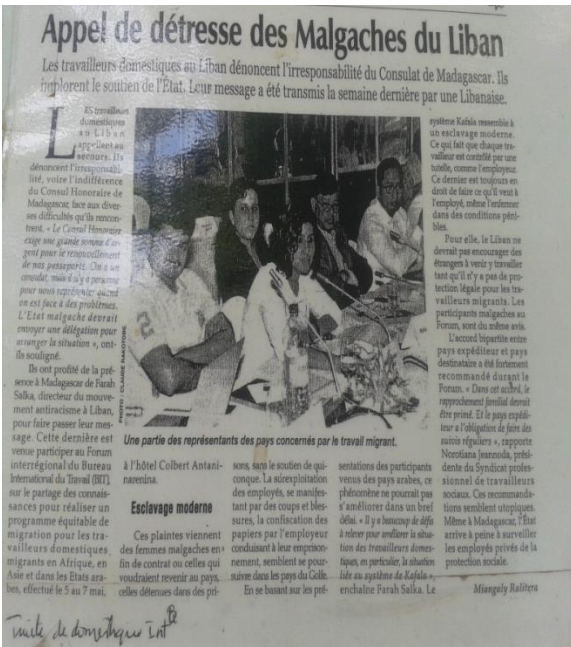 Appel de détresse des Malgaches du Liban
Les travailleurs domestiques au Liban dénoncent l'irresponsabilité du Consulat de Madagascar. Ils
implorent le soutien de l'État. Leur message a été transmis la semaine dernière par une Libanaise.
LES travailleurs
domestiques
au Liban
appellent au
secours. Ils
dénoncent l'irresponsabi-
lité, voire l'indifférence
du Consul Honoraire de
Madagascar, face aux diver-
ses difficultés qu'ils rencon-
trent. « Le Consul Honoraire
exige une grande somme d'ar-
gent pour le renouvellement
de nos passeports. On a un
consulat, mais il n'y a personne
pour nous représenter quand
on est face à des problèmes.
L'Etat malgache devrait
envoyer une délégation pour
arranger la situation », ont-
ils souligné.
Ils ont profité de la pré-
sence à Madagascar de Farah
Salka, directeur du mouve-
ment antiracisme à Liban,
pour faire passer leur mes-
sage. Cette dernière est
venue participer au Forum
interrégional du Bureau
International du Travail (BIT),
sur le partage des connais-
sances pour réaliser un
programme équitable de
migration pour les tra-
vailleurs domestiques
migrants en Afrique, en
Asie et dans les Etats ara-
bes, effectué le 5 au 7 mai,
PHOTO : CLAUDE RAKOTOBE
Une partie des représentants des pays concernés par le travail migrant.
à l'hôtel Colbert Antani-
narenina.
Esclavage moderne
Ces plaintes viennent
des femmes malgaches en
fin de contrat ou celles qui
voudraient revenir au pays,
celles détenues dans des pri-
sons, sans le soutien de qui-
conque. La surexploitation
des employés, se manifes-
tant par des coups et bles-
sures, la confiscation des
papiers par l'employeur
conduisant à leur emprison-
nement, semblent se pour-
suivre dans les pays du Golfe.
En se basant sur les pré-
sentations des participants
venues des pays arabes, ce
phénomène ne pourrait pas
s'améliorer dans un bref
délai. « Il y a beaucoup de défis
à relever pour améliorer la situa-
tion des travailleurs domes-
tiques, en particulier, la situation
liée au système de Kafala »,
enchaîne Farah Salka. Le
système Kafala ressemble à
un esclavage moderne.
Ce qui fait que chaque tra-
vailleur est contrôlé par une
tutelle, comme l'employeur.
Ce dernier est toujours en
droit de faire ce qu'il veut à
l'employé, même l'enfermer
dans des conditions péni-
bles.
Pour elle, le Liban ne
devrait pas encourager des
étrangers à venir y travailler
tant qu'il n'y a pas de pro-
tection légale pour les tra-
vailleurs migrants. Les
participants malgaches au
Forum, sont du même avis.
L'accord bipartite entre
pays expéditeur et pays
destinataire a été fortement
recommandé durant le
Forum. « Dans cet accord, le
rapprochement familial devrait
être primé. Et le pays expédi-
teur a l'obligation de faire des
suivis réguliers », rapporte
Norotiana Jeannoda, prési-
dente du Syndicat profes-
sionnel de travailleurs
sociaux. Ces recommanda-
tions semblent utopiques.
Même à Madagascar, l'État
arrive à peine à surveiller
les employés privés de la
protection sociale.
Miangaly Ralitera
de domestique Int